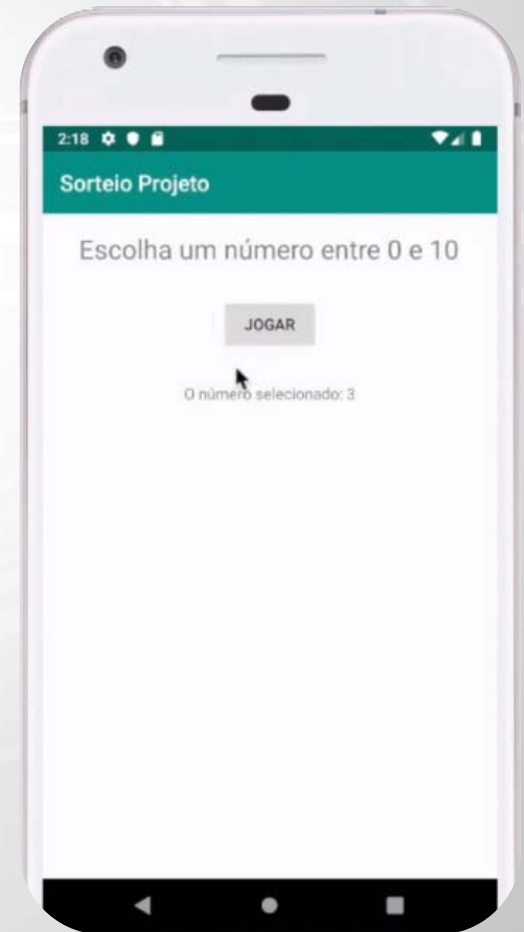 2:18
Sorteio Projeto
Escolha um número entre 0 e 10
JOGAR
O número selecionado: 3